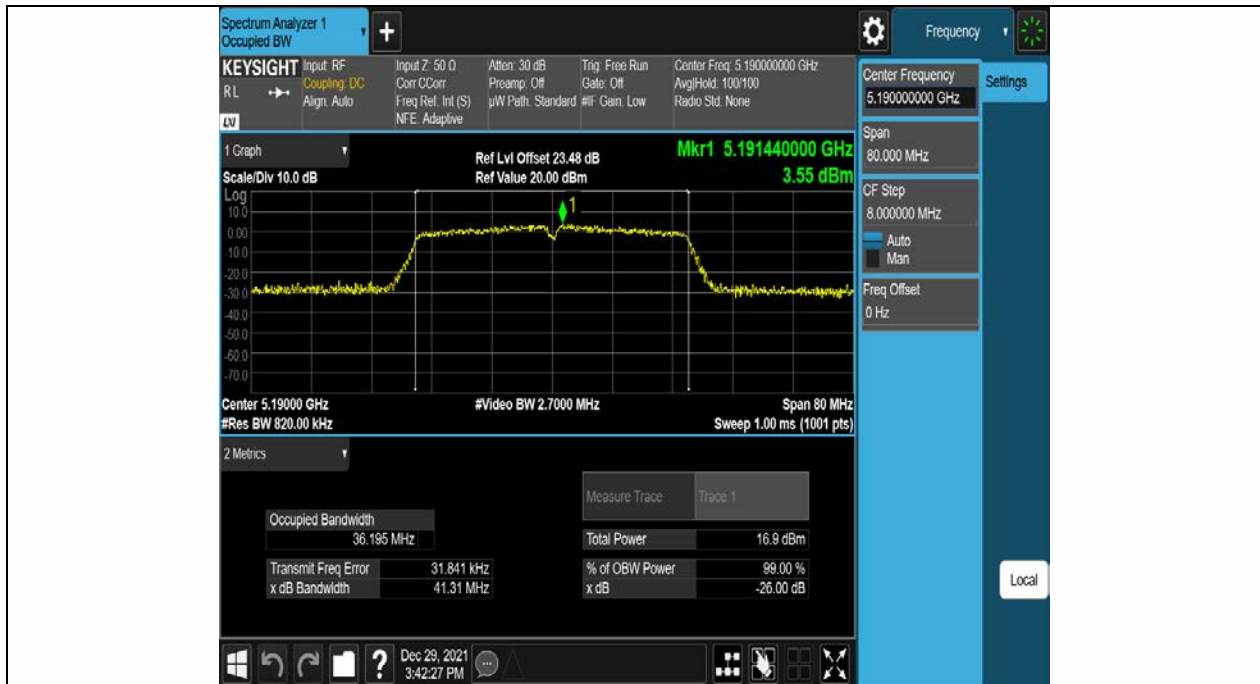 Spectrum Analyzer 1
Occupied BW
+
Frequency
KEYSIGHT Input: RF
RL
Coupling: DC
Align: Auto
LXI
Input Z: 50 Ω
Corr CCorr
Freq Ref: Int (S)
NFE: Adaptive
Atten: 30 dB
Preamp: Off
µW Path: Standard
Trig: Free Run
Gate: Off
#IF Gain: Low
Center Freq: 5.190000000 GHz
Avg|Hold: 100/100
Radio Std: None
Center Frequency
5.190000000 GHz
Settings
Span
80.000 MHz
CF Step
8.000000 MHz
Auto
Man
Freq Offset
0 Hz
Local
1 Graph
Scale/Div 10.0 dB
Ref Lvl Offset 23.48 dB
Ref Value 20.00 dBm
Mkr1 5.191440000 GHz
3.55 dBm
Log
10.0
0.00
-10.0
-20.0
-30.0
-40.0
-50.0
-60.0
-70.0
1
Center 5.19000 GHz
#Res BW 820.00 kHz
#Video BW 2.7000 MHz
Span 80 MHz
Sweep 1.00 ms (1001 pts)
2 Metrics
Measure Trace Trace 1
Occupied Bandwidth
36.195 MHz
Total Power 16.9 dBm
Transmit Freq Error 31.841 kHz
% of OBW Power 99.00 %
x dB Bandwidth 41.31 MHz
x dB -26.00 dB
?
Dec 29, 2021
3:42:27 PM